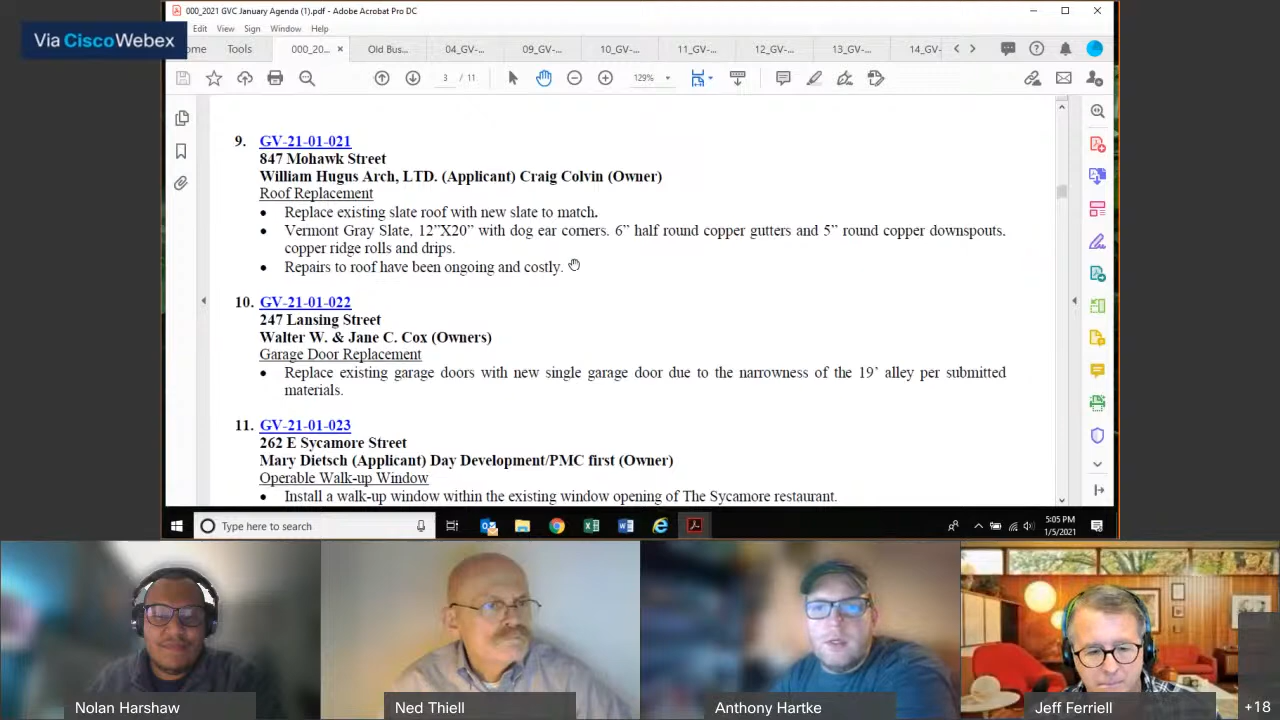 000_2021 GVC January Agenda (1).pdf - Adobe Acrobat Pro DC
Via Cisco Webex
Edit View Sign Window Help
ome Tools 000_20... × Old Bo... 04_GV-... 09_GV-... 10_GV-... 11_GV-... 12_GV-... 13_GV-... 14_GV-
3 / 11 129%
9. GV-21-01-021
847 Mohawk Street
William Hugus Arch, LTD. (Applicant) Craig Colvin (Owner)
Roof Replacement
• Replace existing slate roof with new slate to match.
• Vermont Gray Slate, 12”X20” with dog ear corners. 6” half round copper gutters and 5” round copper downspouts,
copper ridge rolls and drips.
• Repairs to roof have been ongoing and costly.
10. GV-21-01-022
247 Lansing Street
Walter W. & Jane C. Cox (Owners)
Garage Door Replacement
• Replace existing garage doors with new single garage door due to the narrowness of the 19’ alley per submitted
materials.
11. GV-21-01-023
262 E Sycamore Street
Mary Dietsch (Applicant) Day Development/PMC first (Owner)
Operable Walk-up Window
• Install a walk-up window within the existing window opening of The Sycamore restaurant.
Type here to search
5:05 PM
1/5/2021
Nolan Harshaw
Ned Thiell
Anthony Hartke
Jeff Ferriell
+18